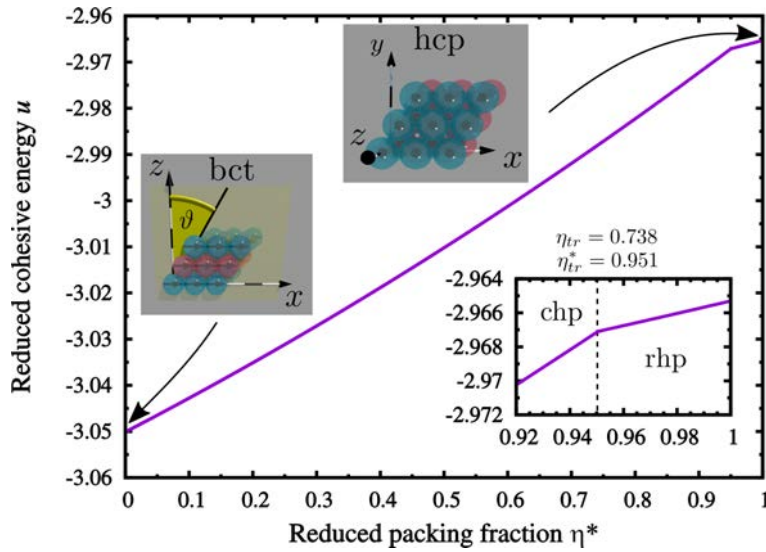 Reduced cohesive energy u
-2.96
-2.97
-2.98
-2.99
-3
-3.01
-3.02
-3.03
-3.04
-3.05
-3.06
hcp
y
z
x
bct
z
ϑ
x
η_{tr} = 0.738
η*_{tr} = 0.951
-2.964
-2.966
-2.968
-2.97
-2.972
chp
rhp
0.92 0.94 0.96 0.98 1
0 0.1 0.2 0.3 0.4 0.5 0.6 0.7 0.8 0.9 1
Reduced packing fraction η*